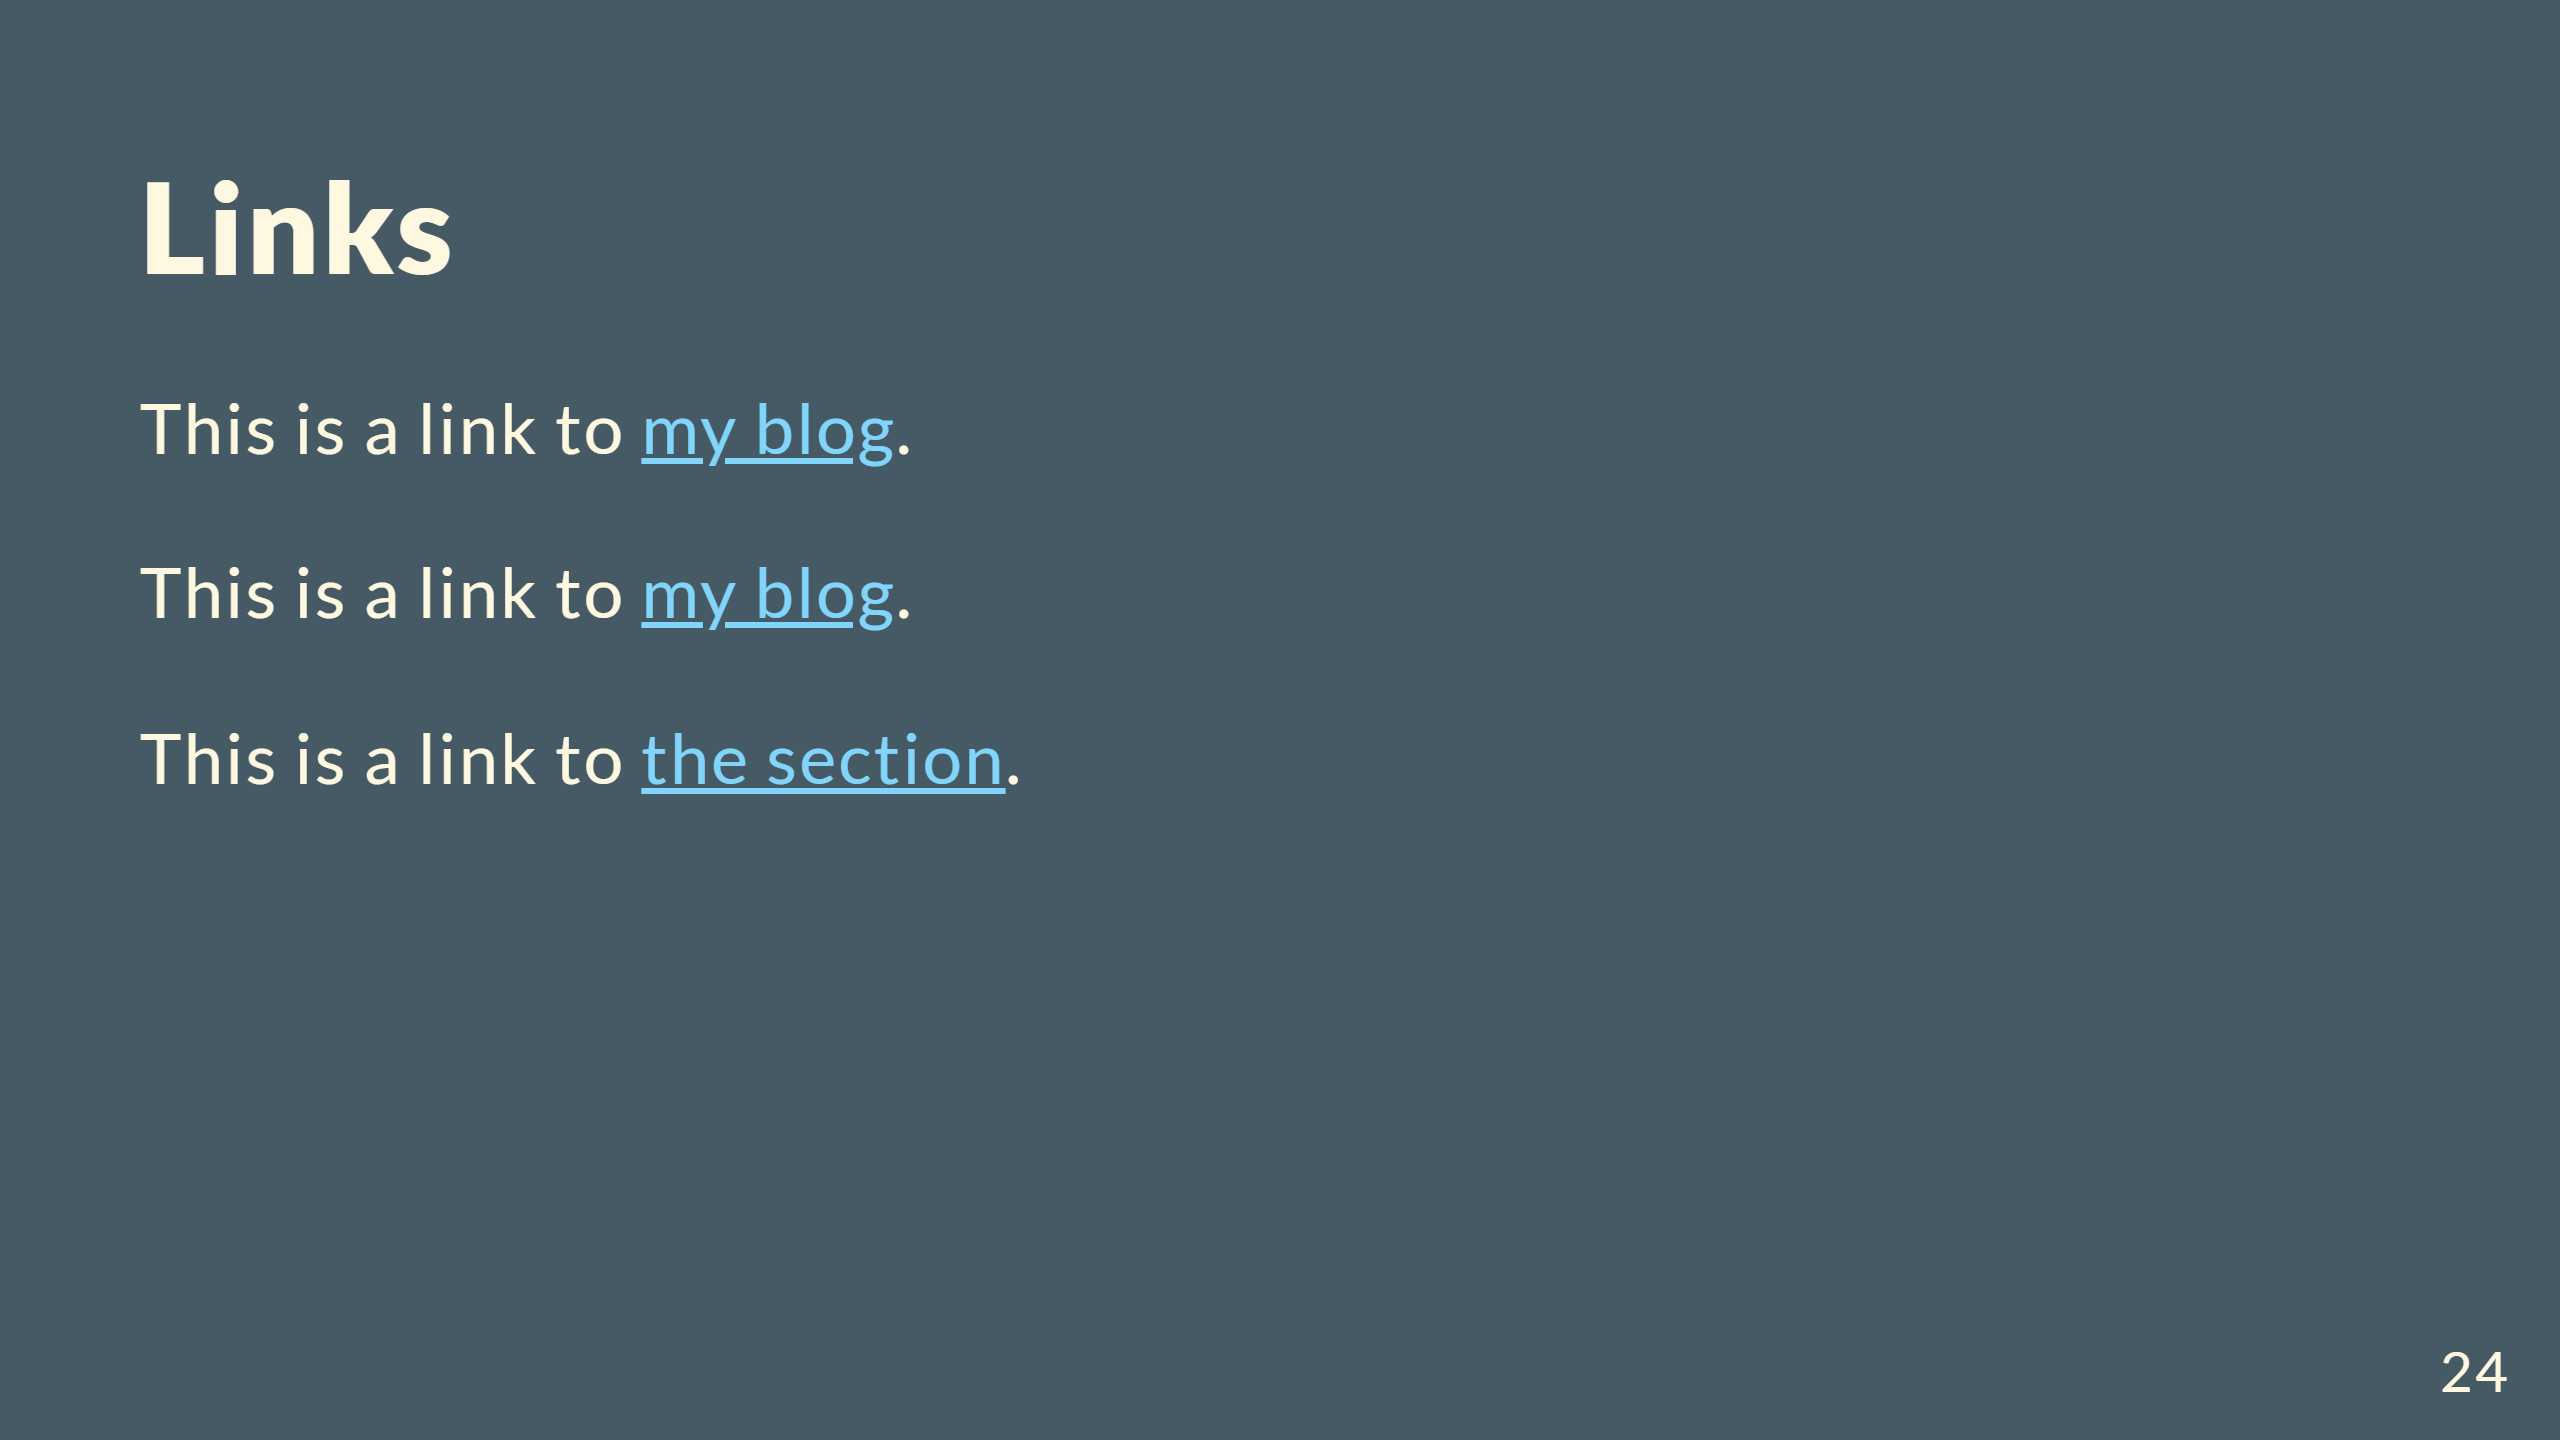 Links
This is a link to my blog.
This is a link to my blog.
This is a link to the section.
24